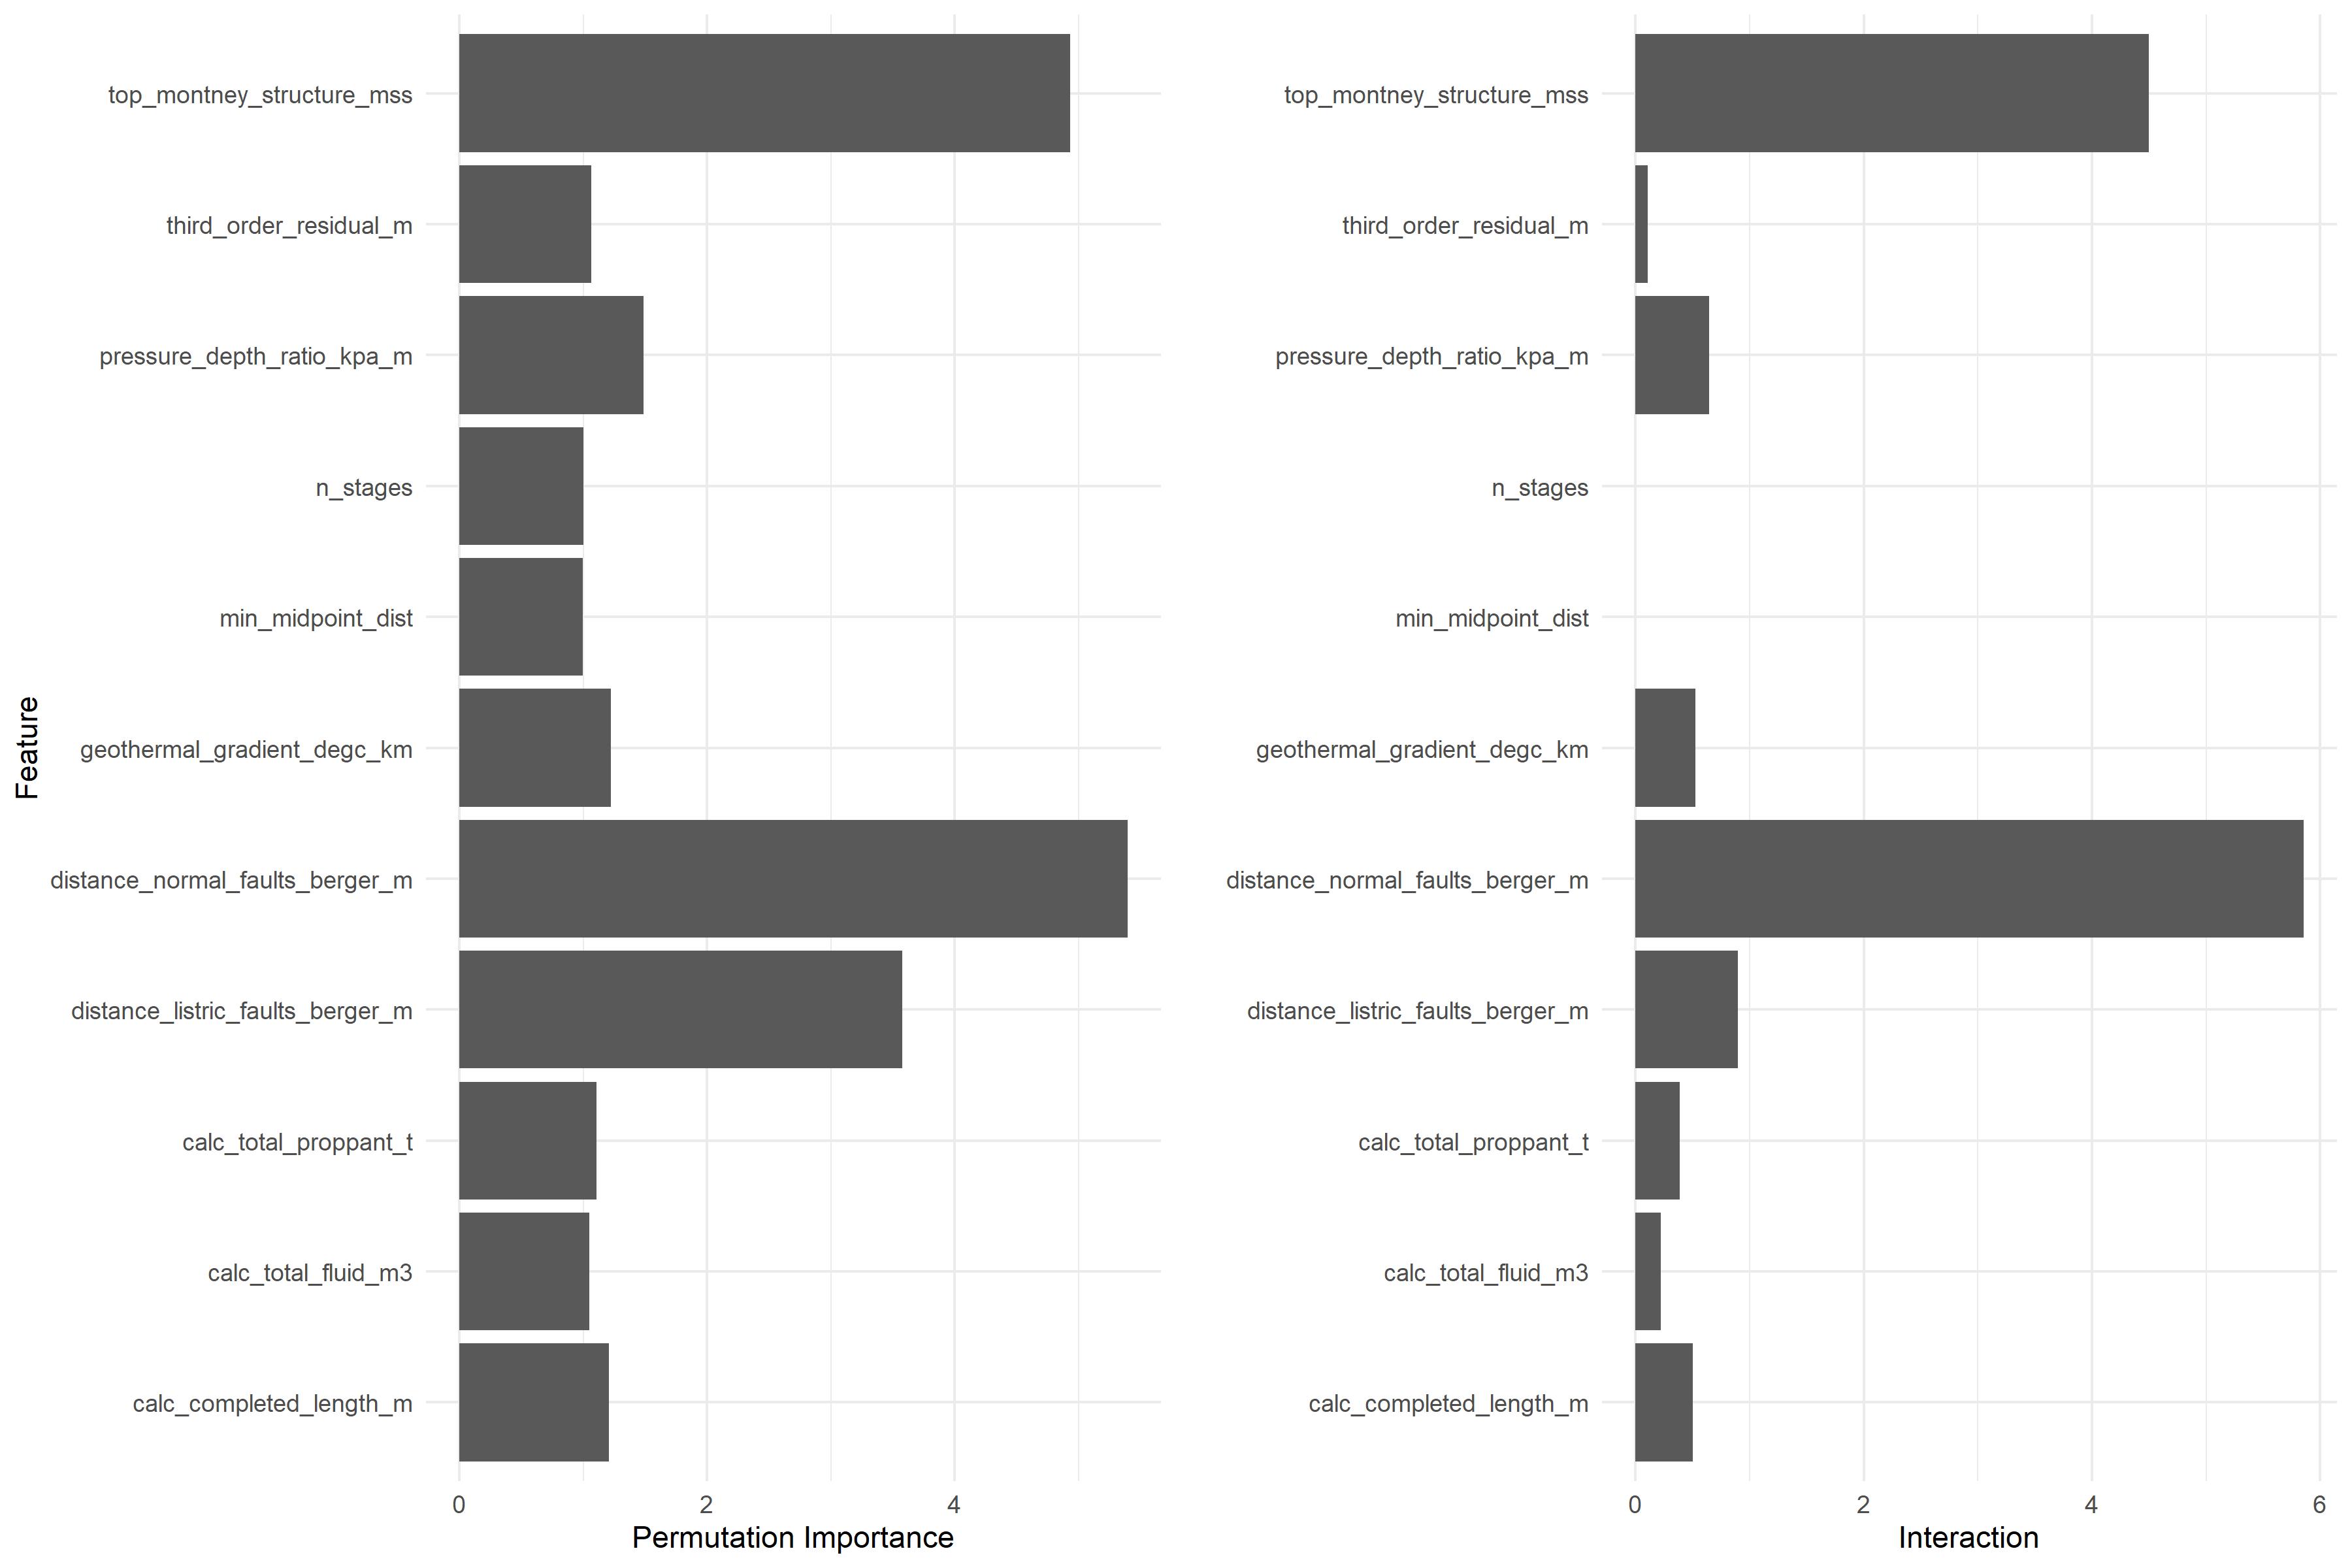 Feature
top_montney_structure_mss
third_order_residual_m
pressure_depth_ratio_kpa_m
n_stages
min_midpoint_dist
geothermal_gradient_degc_km
distance_normal_faults_berger_m
distance_listric_faults_berger_m
calc_total_proppant_t
calc_total_fluid_m3
calc_completed_length_m
0 2 4
Permutation Importance
top_montney_structure_mss
third_order_residual_m
pressure_depth_ratio_kpa_m
n_stages
min_midpoint_dist
geothermal_gradient_degc_km
distance_normal_faults_berger_m
distance_listric_faults_berger_m
calc_total_proppant_t
calc_total_fluid_m3
calc_completed_length_m
0 2 4 6
Interaction